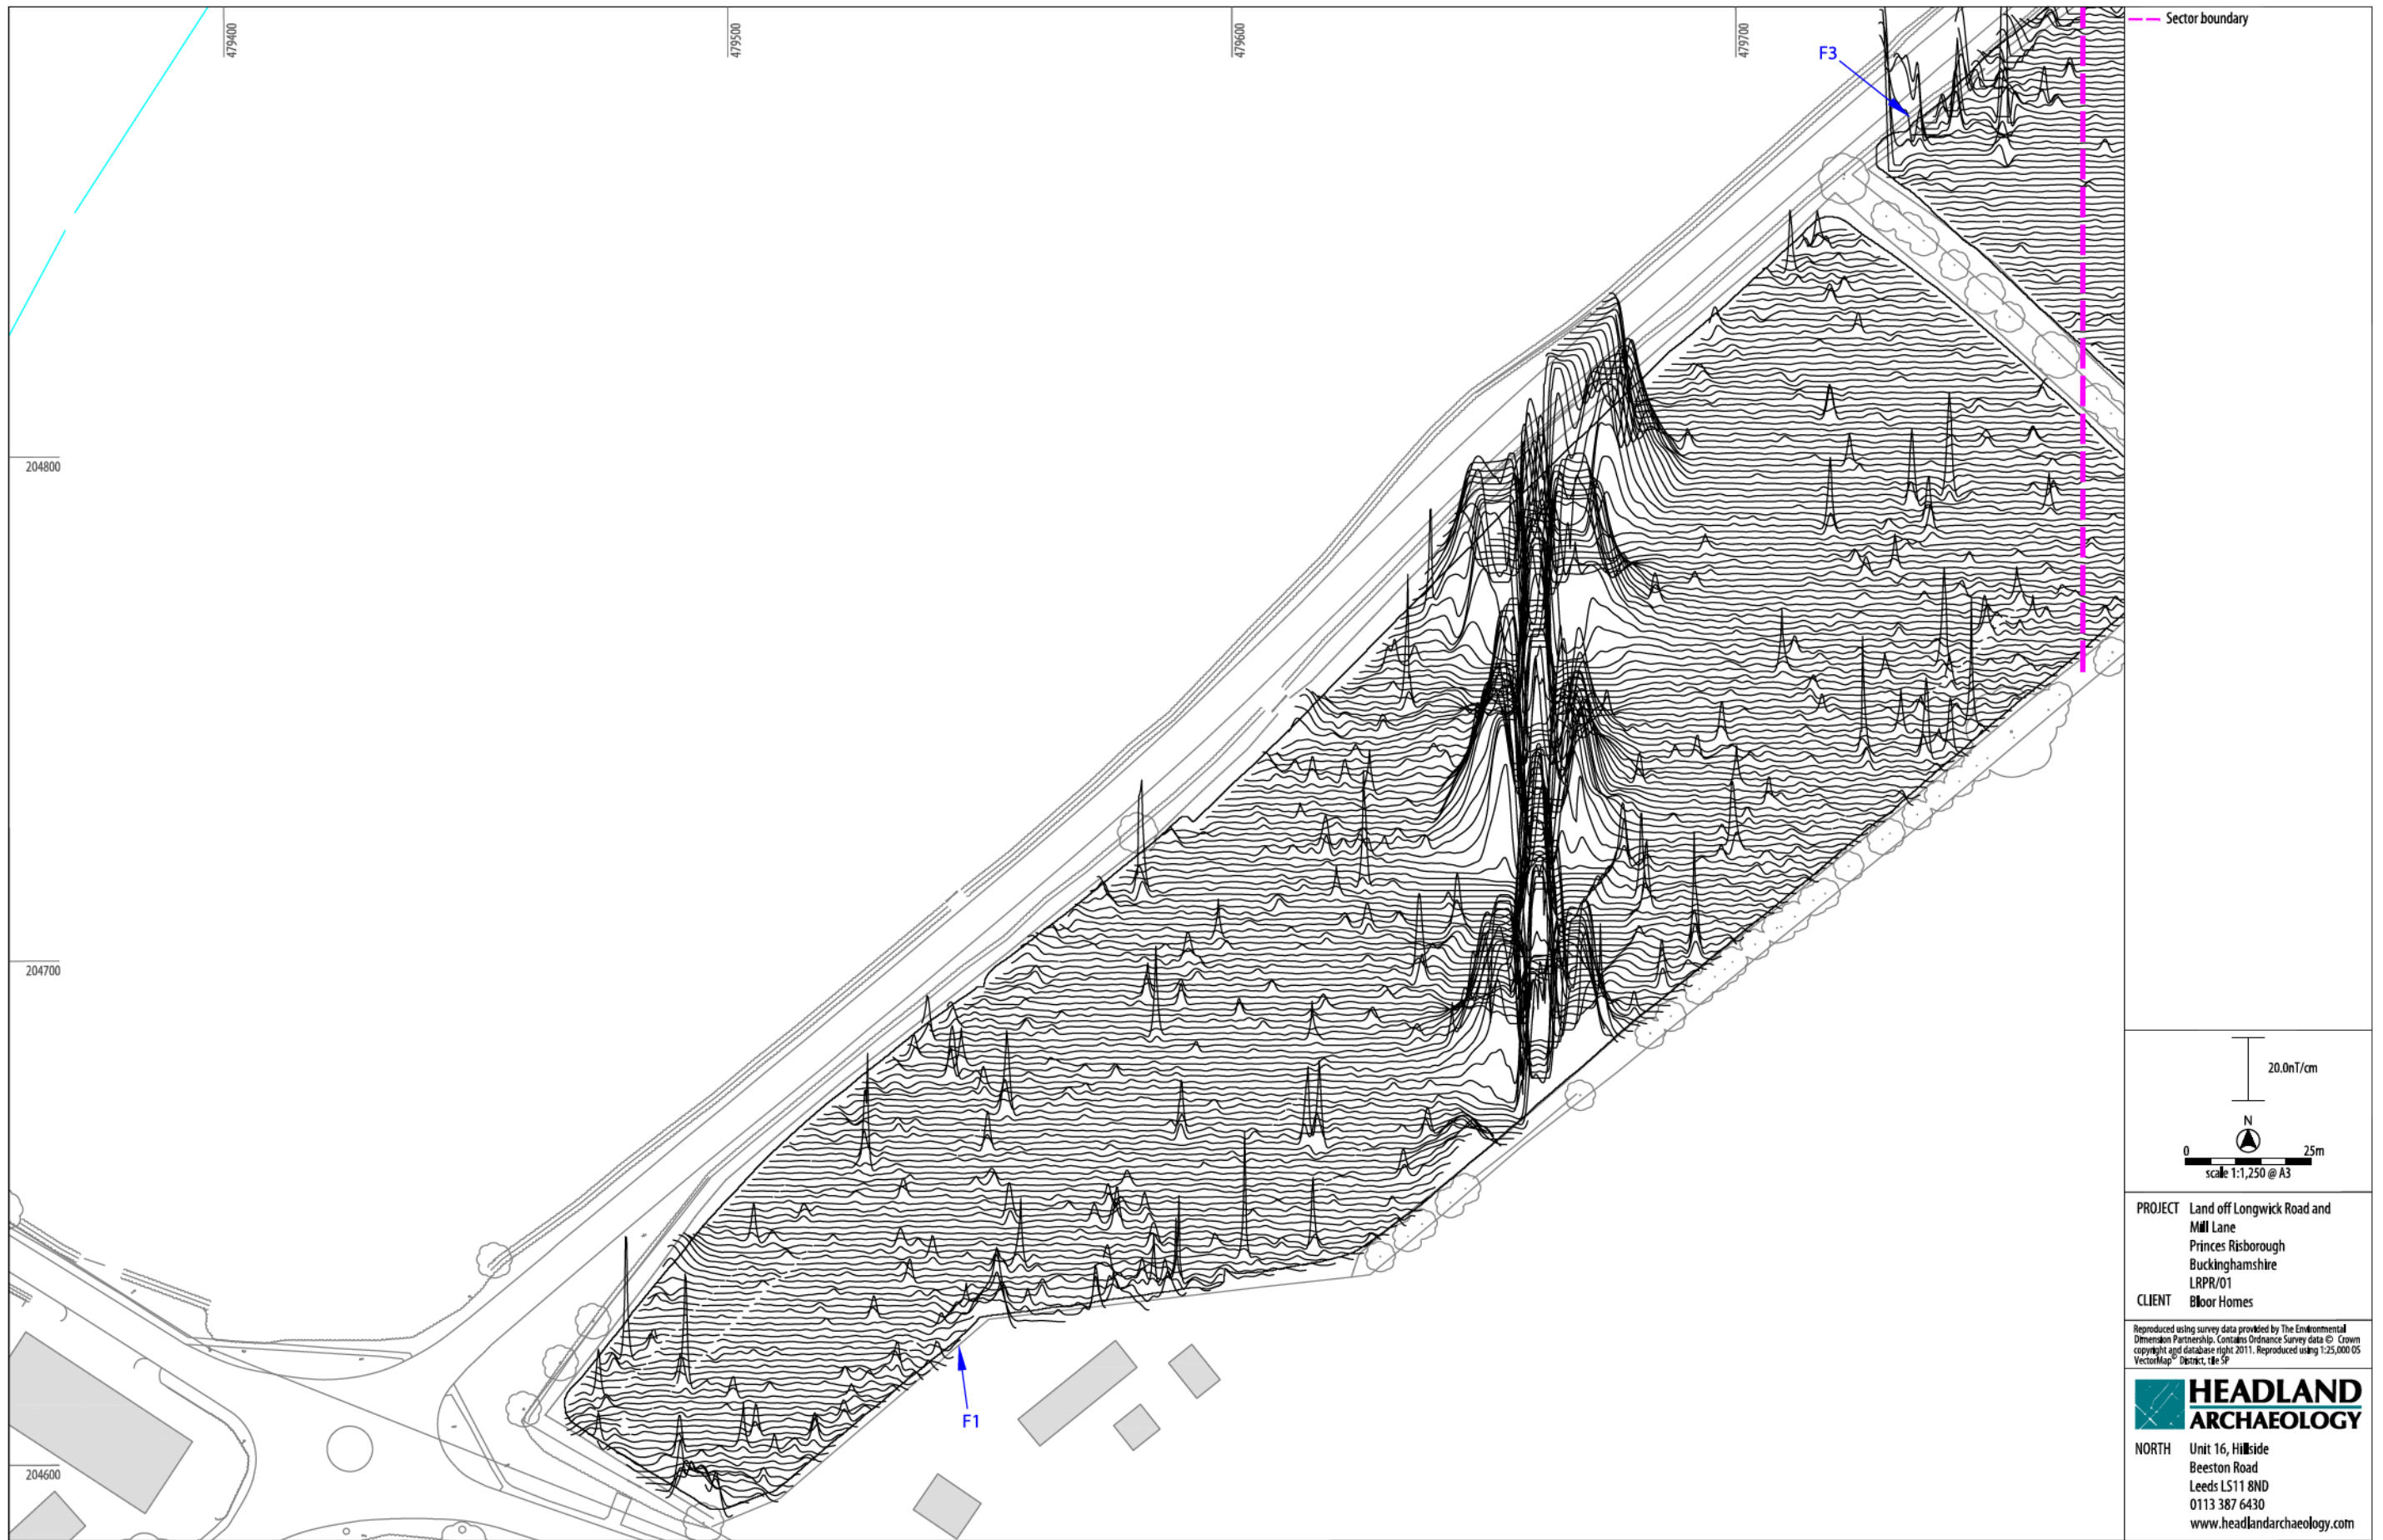 479400
479500
479600
479700
F3
Sector boundary
204800
204700
204600
F1
20.0nT/cm
N
0 25m
scale 1:1,250 @ A3
PROJECT Land off Longwick Road and
Mill Lane
Princes Risborough
Buckinghamshire
LRPR/01
CLIENT Bloor Homes
Reproduced using survey data provided by The Environmental
Dimension Partnership. Contains Ordnance Survey data © Crown
copyright and database right 2011. Reproduced using 1:25,000 OS
VectorMap® District, tile SP
HEADLAND
ARCHAEOLOGY
NORTH Unit 16, Hillside
Beeston Road
Leeds LS11 8ND
0113 387 6430
www.headlandarchaeology.com